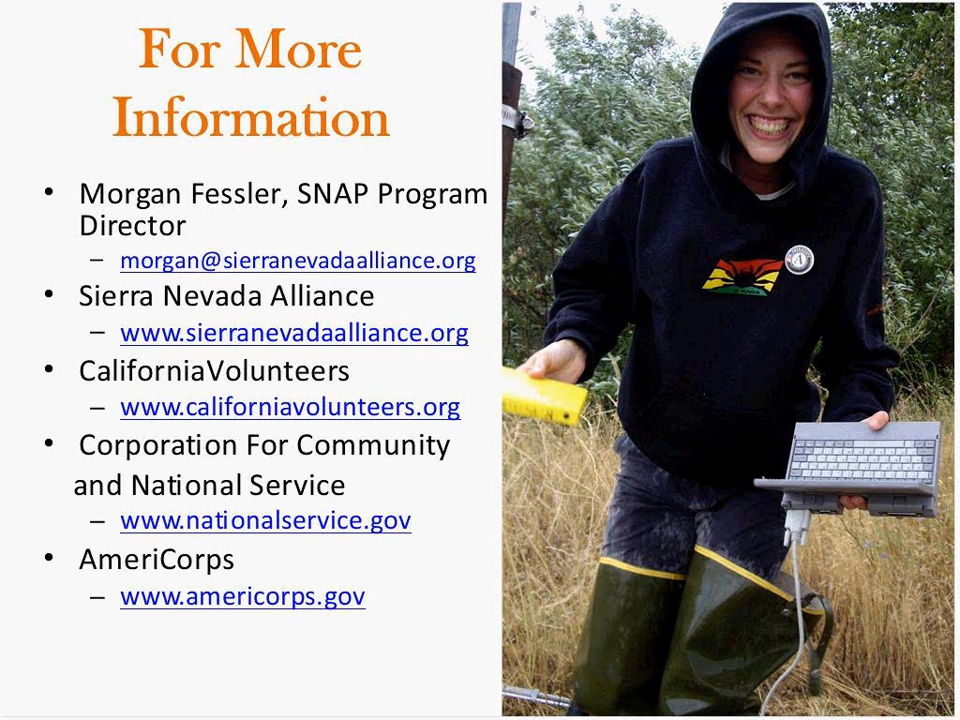 For More
Information
• Morgan Fessler, SNAP Program
Director
– morgan@sierranevadaalliance.org
• Sierra Nevada Alliance
– www.sierranevadaalliance.org
• CaliforniaVolunteers
– www.californiavolunteers.org
• Corporation For Community
and National Service
– www.nationalservice.gov
• AmeriCorps
– www.americorps.gov